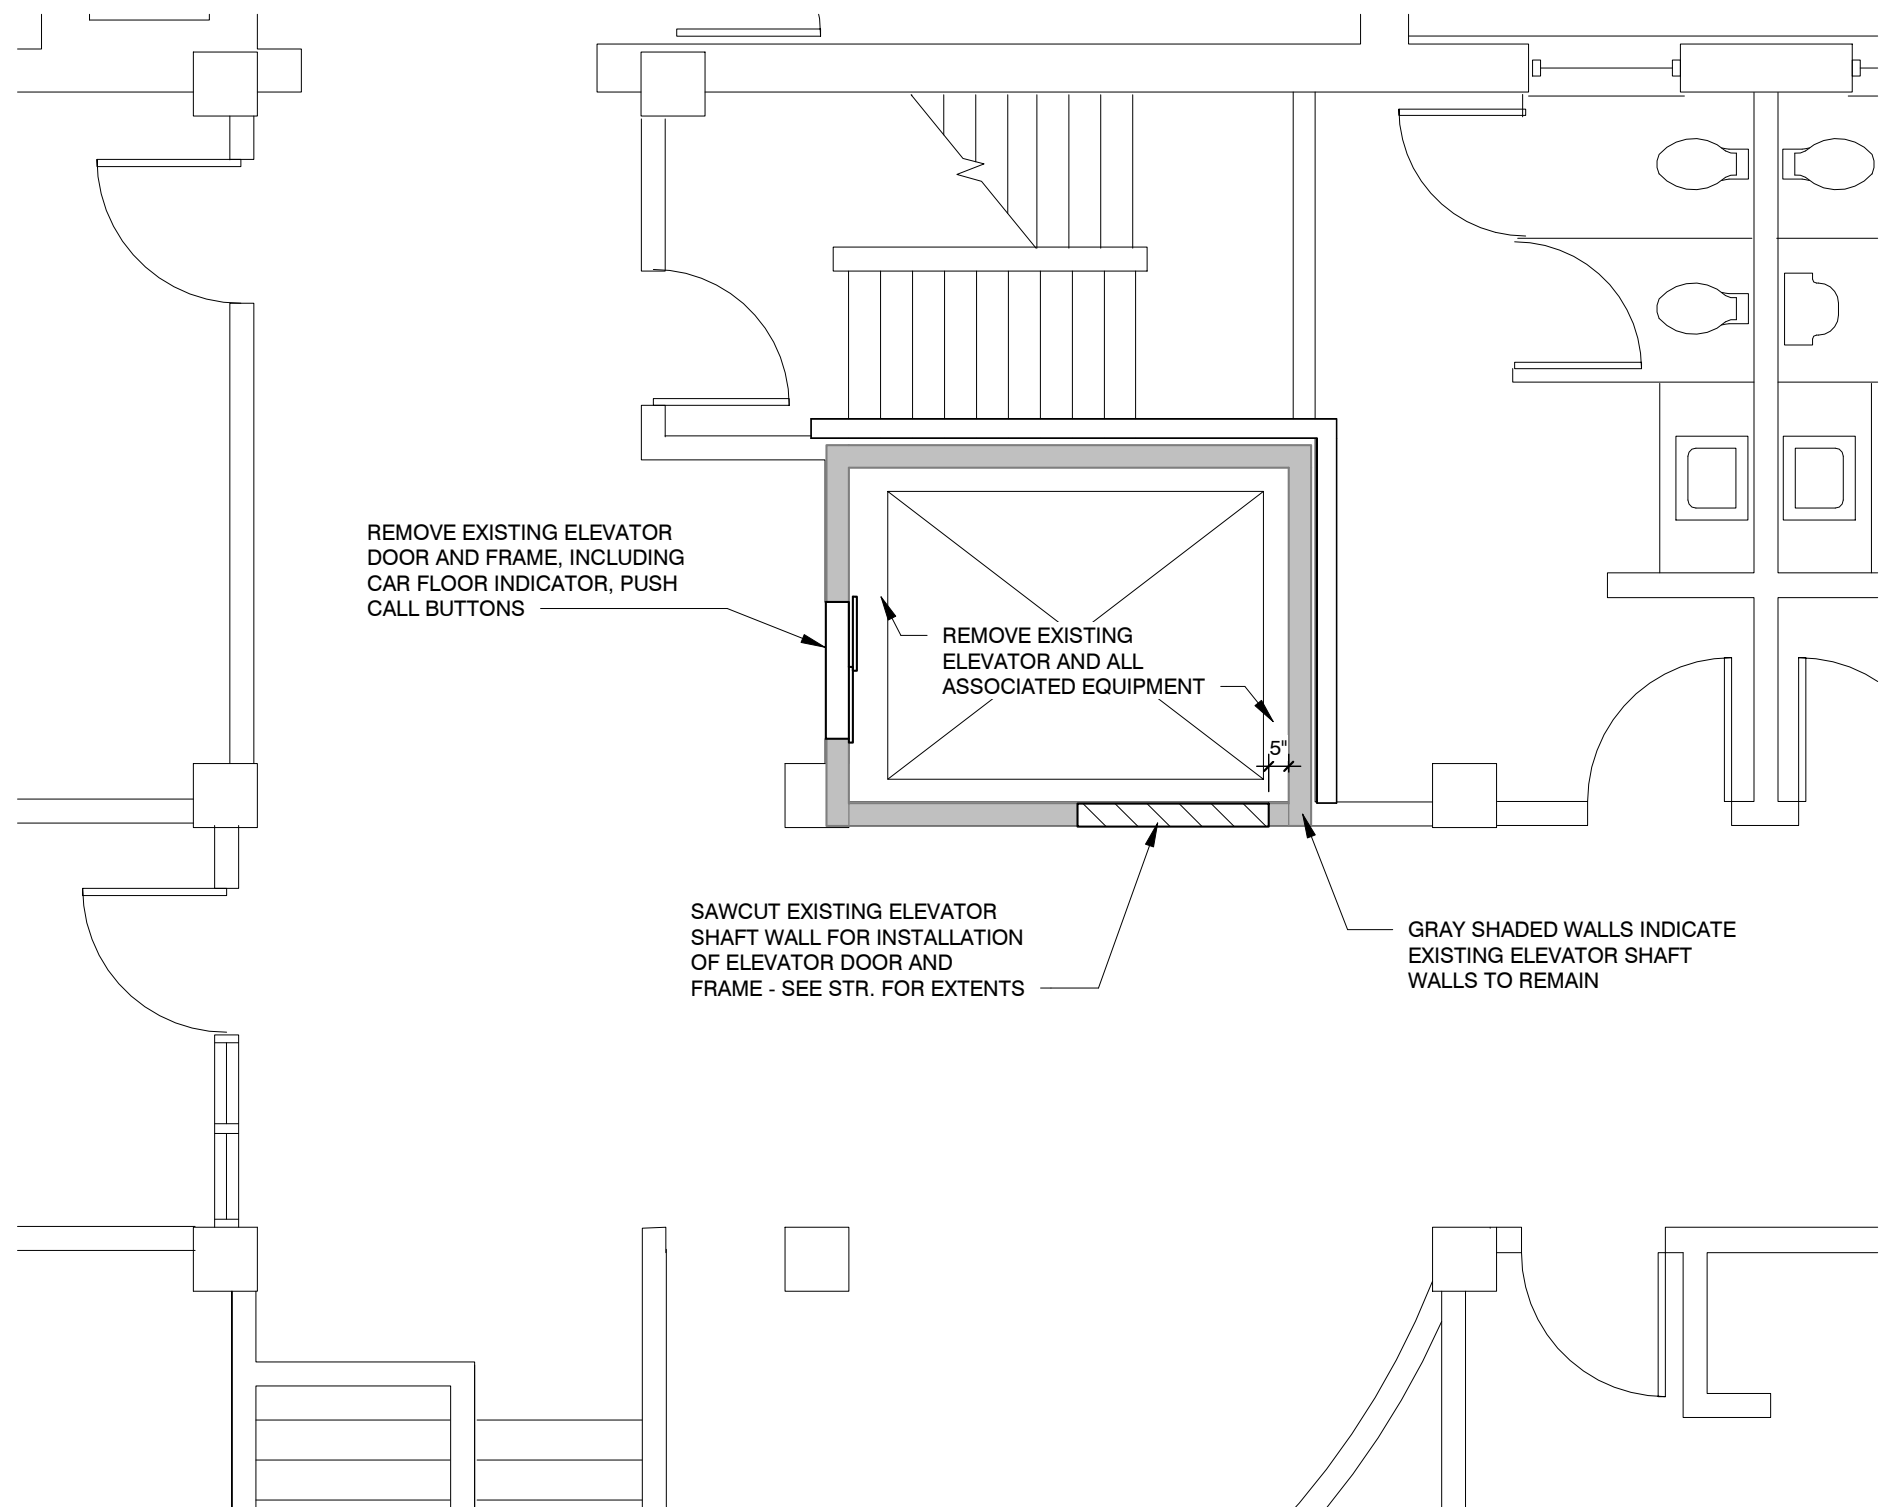 REMOVE EXISTING ELEVATOR
DOOR AND FRAME, INCLUDING
CAR FLOOR INDICATOR, PUSH
CALL BUTTONS
REMOVE EXISTING
ELEVATOR AND ALL
ASSOCIATED EQUIPMENT
5"
SAWCUT EXISTING ELEVATOR
SHAFT WALL FOR INSTALLATION
OF ELEVATOR DOOR AND
FRAME - SEE STR. FOR EXTENTS
GRAY SHADED WALLS INDICATE
EXISTING ELEVATOR SHAFT
WALLS TO REMAIN